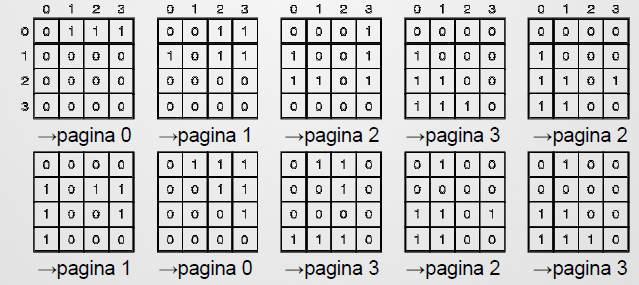 0 1 2 3 0 1 2 3 0 1 2 3 0 1 2 3 0 1 2 3
0 0 1 1 1 0 0 1 1 0 0 0 1 0 0 0 0 0 0 0 0
1 0 0 0 0 1 0 1 1 1 0 0 1 1 0 0 0 1 0 0 0
2 0 0 0 0 0 0 0 0 1 1 0 1 1 1 0 0 1 1 0 1
3 0 0 0 0 0 0 0 0 0 0 0 0 1 1 1 0 1 1 0 0
→pagina 0 →pagina 1 →pagina 2 →pagina 3 →pagina 2
0 0 0 0 0 1 1 1 0 1 1 0 0 1 0 0 0 1 0 0
1 0 1 1 0 0 1 1 0 0 1 0 0 0 0 0 0 0 0 0
1 0 0 1 0 0 0 1 0 0 0 0 1 1 0 1 1 1 0 0
1 0 0 0 0 0 0 0 1 1 1 0 1 1 0 0 1 1 1 0
→pagina 1 →pagina 0 →pagina 3 →pagina 2 →pagina 3